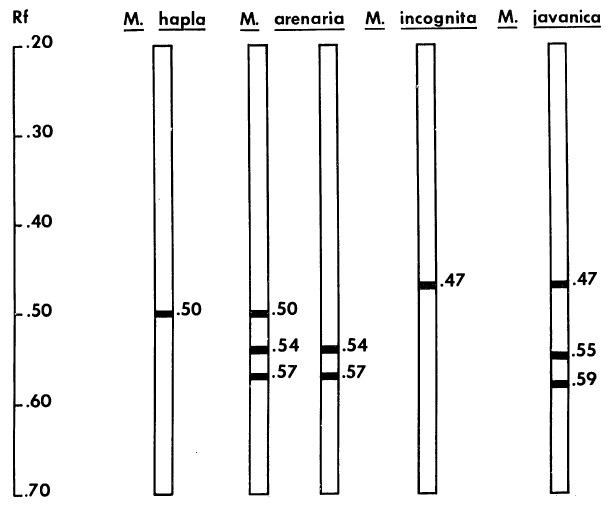 Rf M. hapla M. arenaria M. incognita M. javanica
.20
.30
.40
.47 .47
.50 .50 .50
.54 .54 .55
.57 .57 .59
.60
.70